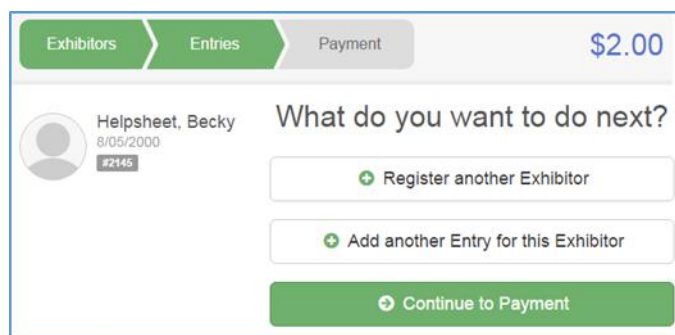 Exhibitors
Entries
Payment
$2.00
Helpsheet, Becky
8/05/2000
#2145
What do you want to do next?
Register another Exhibitor
Add another Entry for this Exhibitor
Continue to Payment